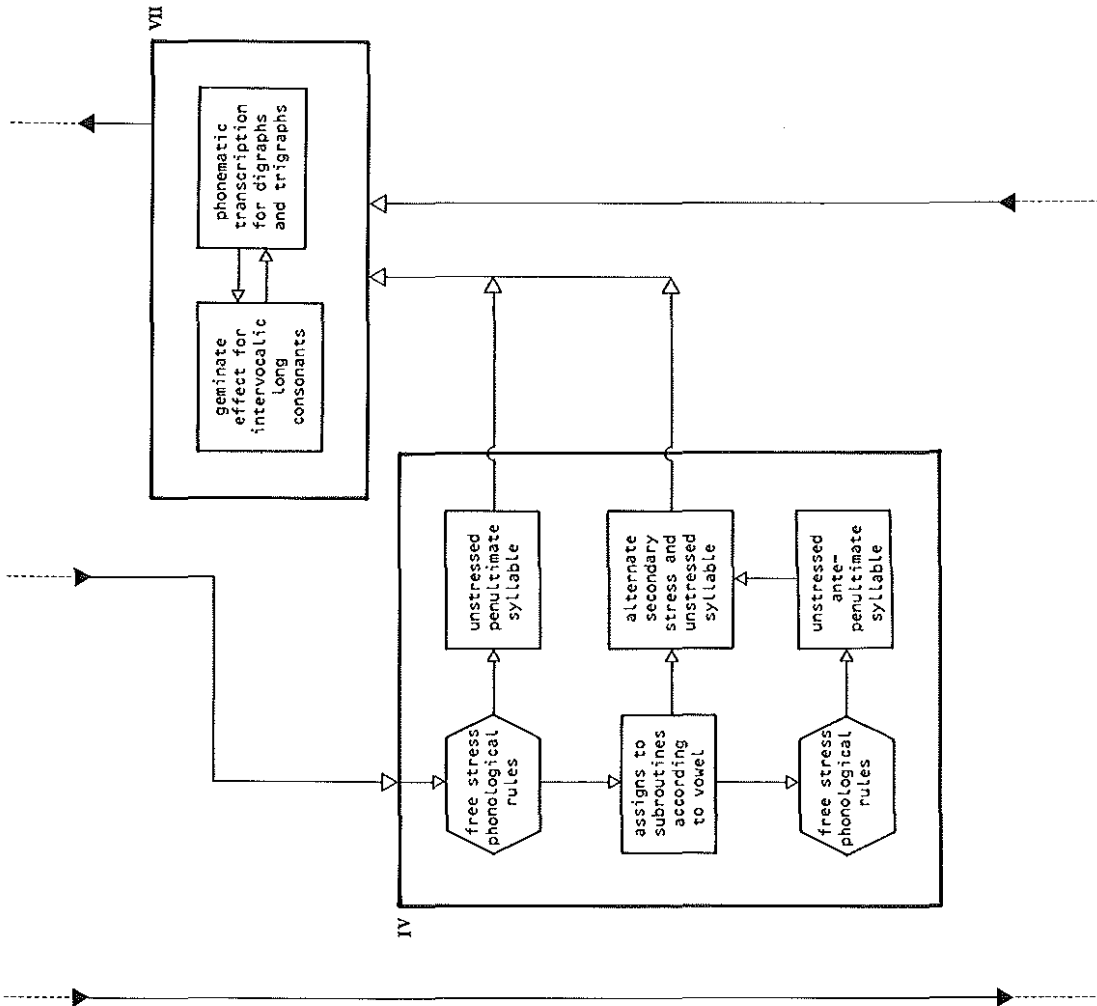 VII
geminate
effect for
intervocalic
long
consonants
phonematic
transcription
for digraphs
and trigraphs
IV
free stress
phonological
rules
unstressed
penultimate
syllable
assigns to
subroutines
according
to vowel
alternate
secondary
stress and
unstressed
syllable
free stress
phonological
rules
unstressed
ante-
penultimate
syllable